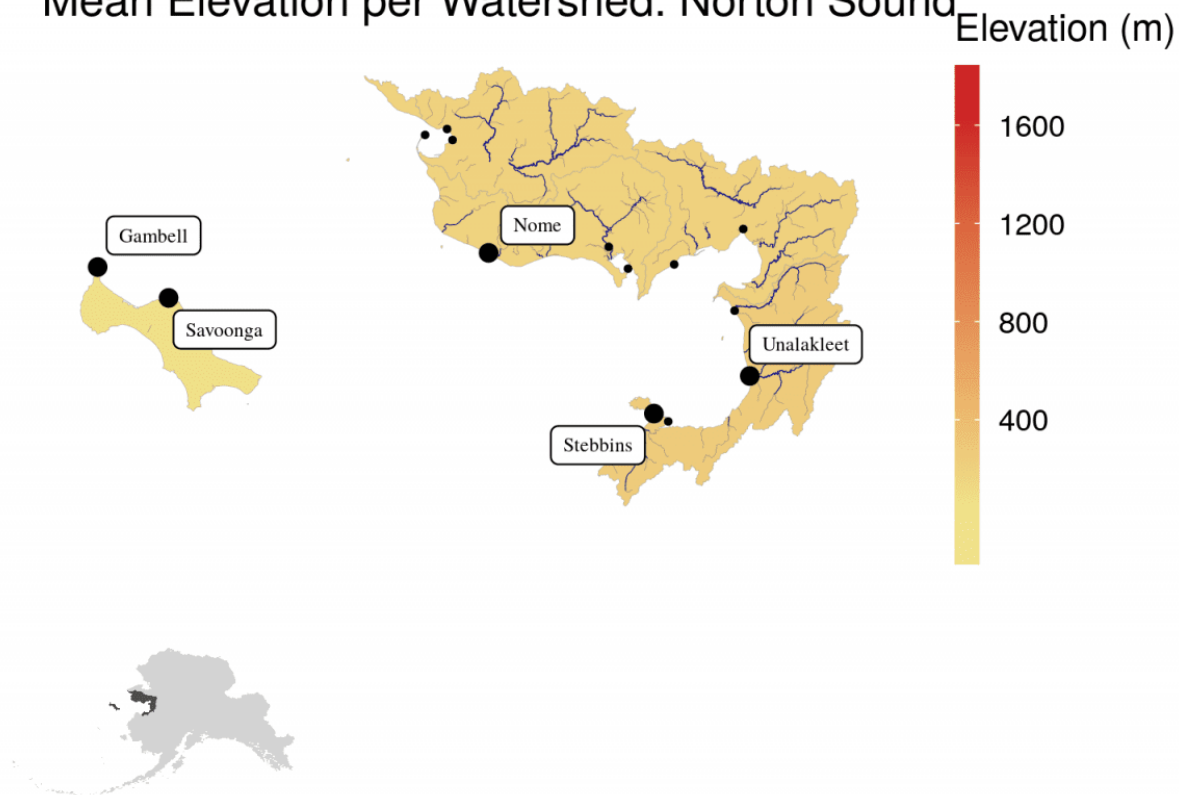 Mean Elevation per Watershed: Norton Sound
Elevation (m)
1600
1200
800
400
Gambell
Savoonga
Nome
Unalakleet
Stebbins